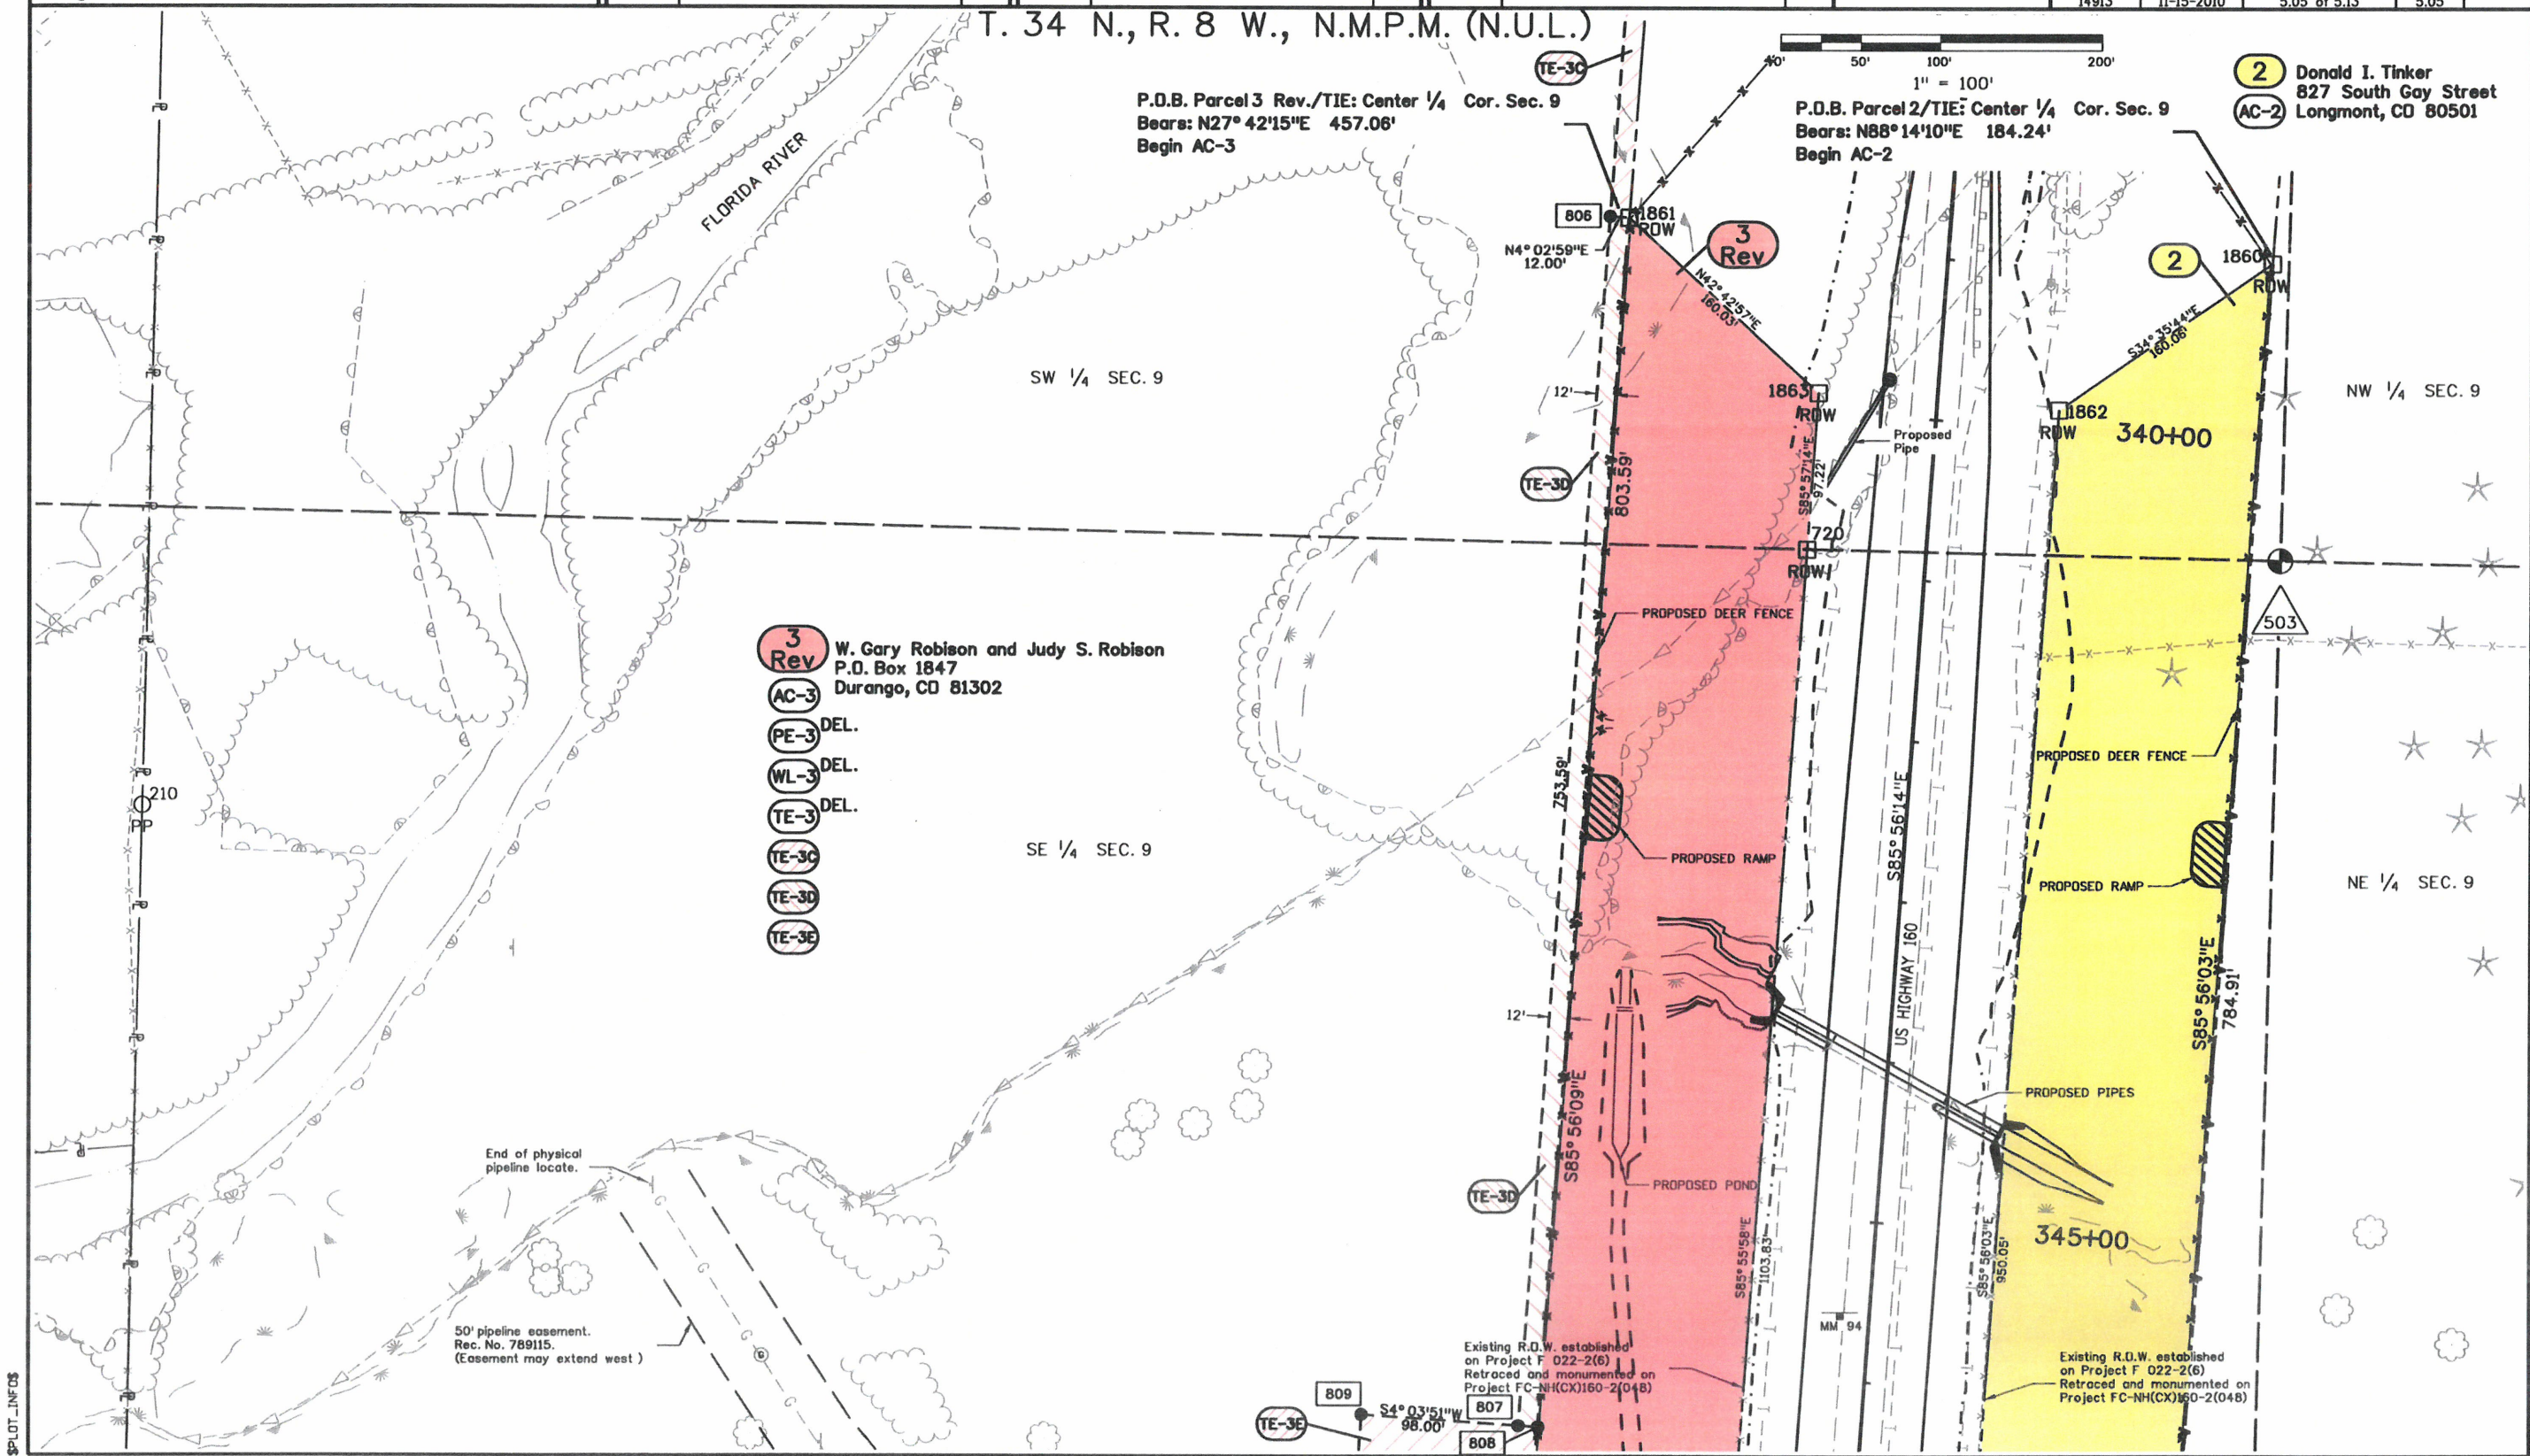 14913
11-15-2010
5.05 of 5.13
5.05
T. 34 N., R. 8 W., N.M.P.M. (N.U.L.)
TE-3C
0'
50'
100'
200'
1" = 100'
2
Donald I. Tinker
827 South Gay Street
AC-2
Longmont, CO 80501
P.O.B. Parcel 3 Rev./TIE: Center 1/4 Cor. Sec. 9
Bears: N27°42'15"E 457.06'
Begin AC-3
P.O.B. Parcel 2/TIE: Center 1/4 Cor. Sec. 9
Bears: N88°14'10"E 184.24'
Begin AC-2
FLORIDA RIVER
806
1861
ROW
N4°02'59"E
12.00'
3
Rev
N42°42'57"E
160.03'
2
1860
ROW
S34°35'44"E
160.06'
SW 1/4 SEC. 9
NW 1/4 SEC. 9
12'
1863
ROW
1862
ROW
340+00
Proposed
Pipe
TE-3D
803.59'
S85°57'14"E
97.22'
720
ROW
503
PROPOSED DEER FENCE
3
Rev
W. Gary Robison and Judy S. Robison
P.O. Box 1847
Durango, CO 81302
AC-3
PE-3 DEL.
WL-3 DEL.
TE-3 DEL.
TE-3C
TE-3D
TE-3E
PROPOSED DEER FENCE
210
PP
753.59'
S85°56'14"E
SE 1/4 SEC. 9
PROPOSED RAMP
PROPOSED RAMP
NE 1/4 SEC. 9
US HIGHWAY 160
S85°56'03"E
784.91'
12'
S85°56'09"E
PROPOSED PIPES
End of physical
pipeline locate.
TE-3D
PROPOSED POND
S85°55'58"E
1103.83'
S85°56'03"E
950.05'
345+00
MM 94
50' pipeline easement.
Rec. No. 789115.
(Easement may extend west )
G
G
G
G
G
Existing R.O.W. established
on Project F 022-2(6)
Retraced and monumented on
Project FC-NH(CX)160-2(048)
Existing R.O.W. established
on Project F 022-2(6)
Retraced and monumented on
Project FC-NH(CX)160-2(048)
809
S4°03'51"W
98.00'
807
TE-3E
808
$PLOT_INFO$